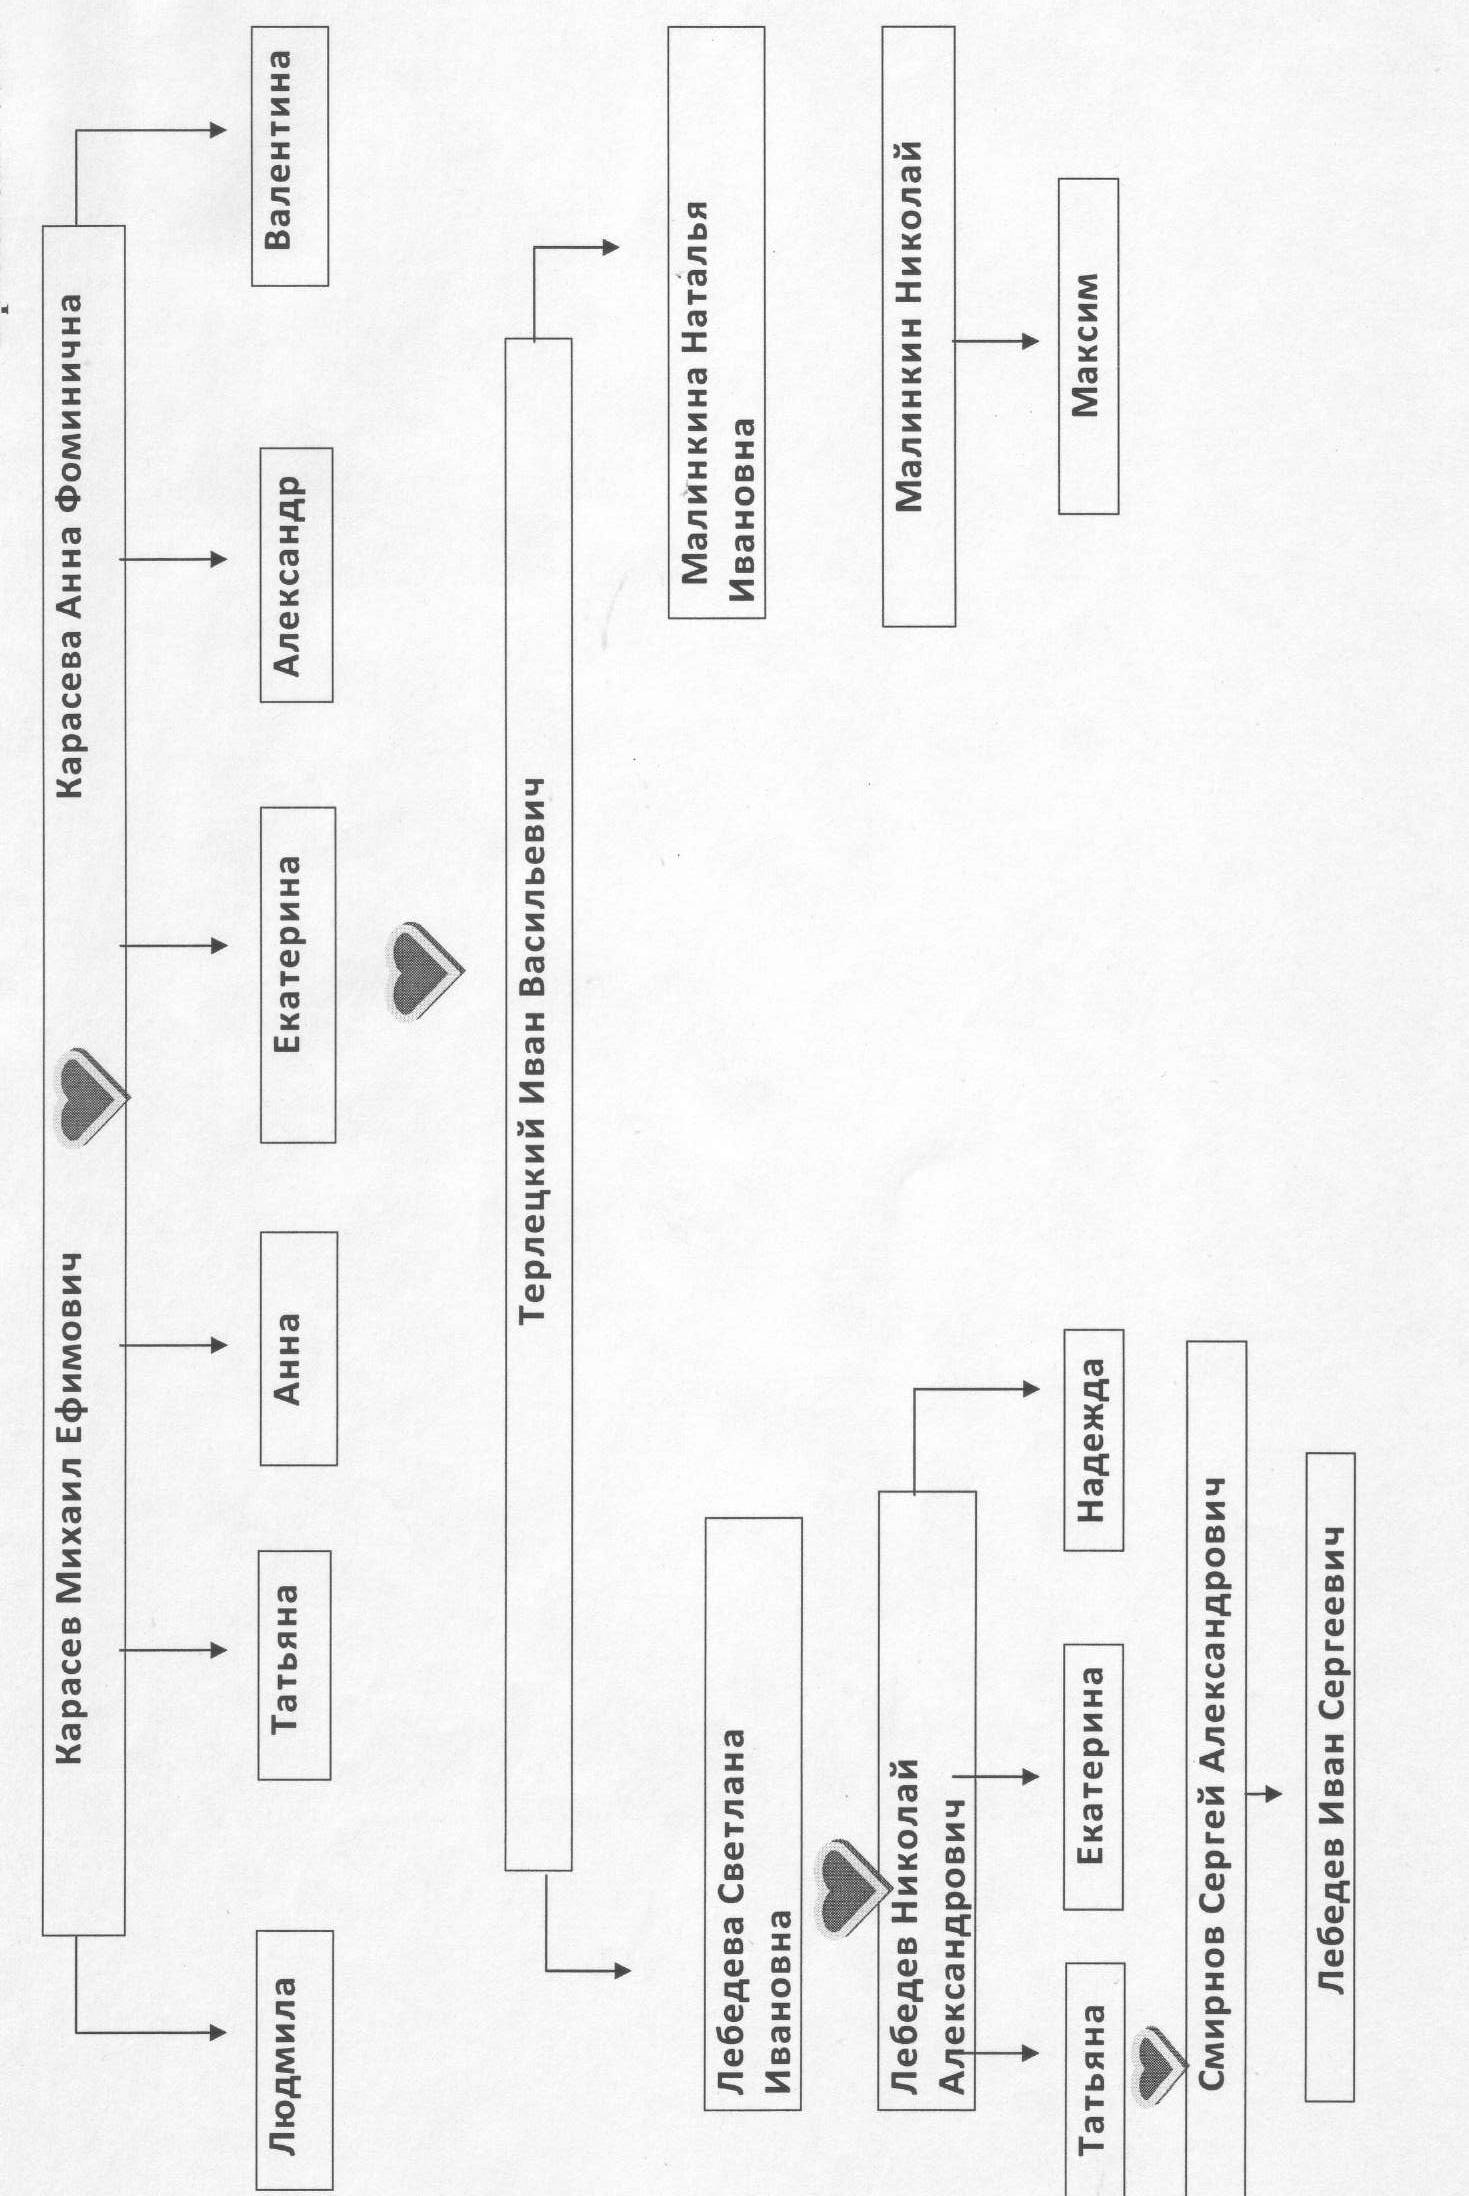 Карасев Михаил Ефимович
Карасева Анна Фоминична
Людмила
Татьяна
Анна
Екатерина
Александр
Валентина
Терлецкий Иван Васильевич
Лебедева Светлана
Ивановна
Малинкина Наталья
Ивановна
Лебедев Николай
Александрович
Малинкин Николай
Татьяна
Екатерина
Надежда
Максим
Смирнов Сергей Александрович
Лебедев Иван Сергеевич